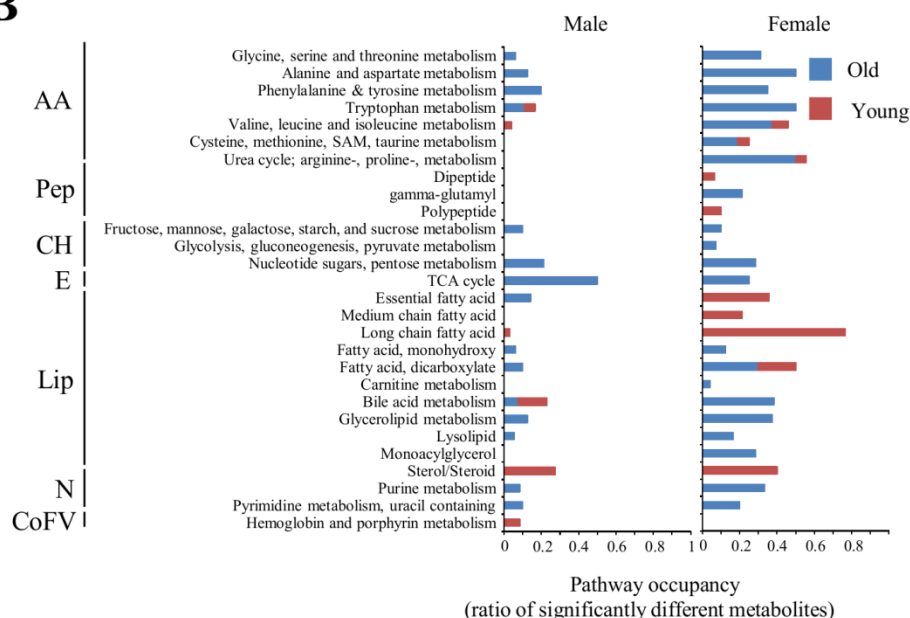 B
Male
Female
Old
Young
AA
Glycine, serine and threonine metabolism
Alanine and aspartate metabolism
Phenylalanine & tyrosine metabolism
Tryptophan metabolism
Valine, leucine and isoleucine metabolism
Cysteine, methionine, SAM, taurine metabolism
Urea cycle; arginine-, proline-, metabolism
Pep
Dipeptide
gamma-glutamyl
Polypeptide
CH
Fructose, mannose, galactose, starch, and sucrose metabolism
Glycolysis, gluconeogenesis, pyruvate metabolism
Nucleotide sugars, pentose metabolism
E
TCA cycle
Lip
Essential fatty acid
Medium chain fatty acid
Long chain fatty acid
Fatty acid, monohydroxy
Fatty acid, dicarboxylate
Carnitine metabolism
Bile acid metabolism
Glycerolipid metabolism
Lysolipid
Monoacylglycerol
Sterol/Steroid
N
Purine metabolism
Pyrimidine metabolism, uracil containing
CoFV
Hemoglobin and porphyrin metabolism
0 0.2 0.4 0.6 0.8 1
0 0.2 0.4 0.6 0.8
Pathway occupancy
(ratio of significantly different metabolites)